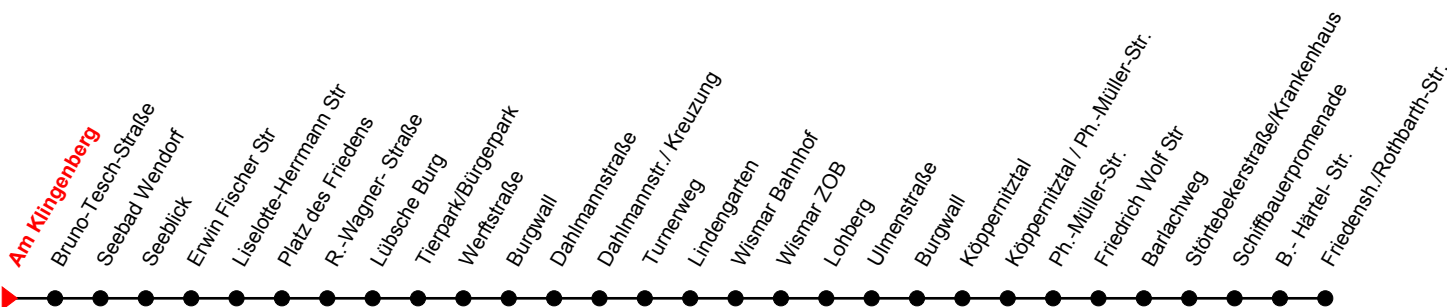 Am Klingenberg
Bruno-Tesch-Straße
Seebad Wendorf
Seeblick
Erwin Fischer Str
Liselotte-Herrmann Str
Platz des Friedens
R.-Wagner- Straße
Lübsche Burg
Tierpark/Bürgerpark
Werftstraße
Burgwall
Dahlmannstraße
Dahlmannstr./ Kreuzung
Turnerweg
Lindengarten
Wismar Bahnhof
Wismar ZOB
Lohberg
Ulmenstraße
Burgwall
Köppernitztal
Köppernitztal / Ph.-Müller-Str.
Ph.-Müller-Str.
Friedrich Wolf Str
Barlachweg
Störtebekerstraße/Krankenhaus
Schiffbauerpromenade
B.- Härtel- Str.
Friedensh./Rothbarth-Str.